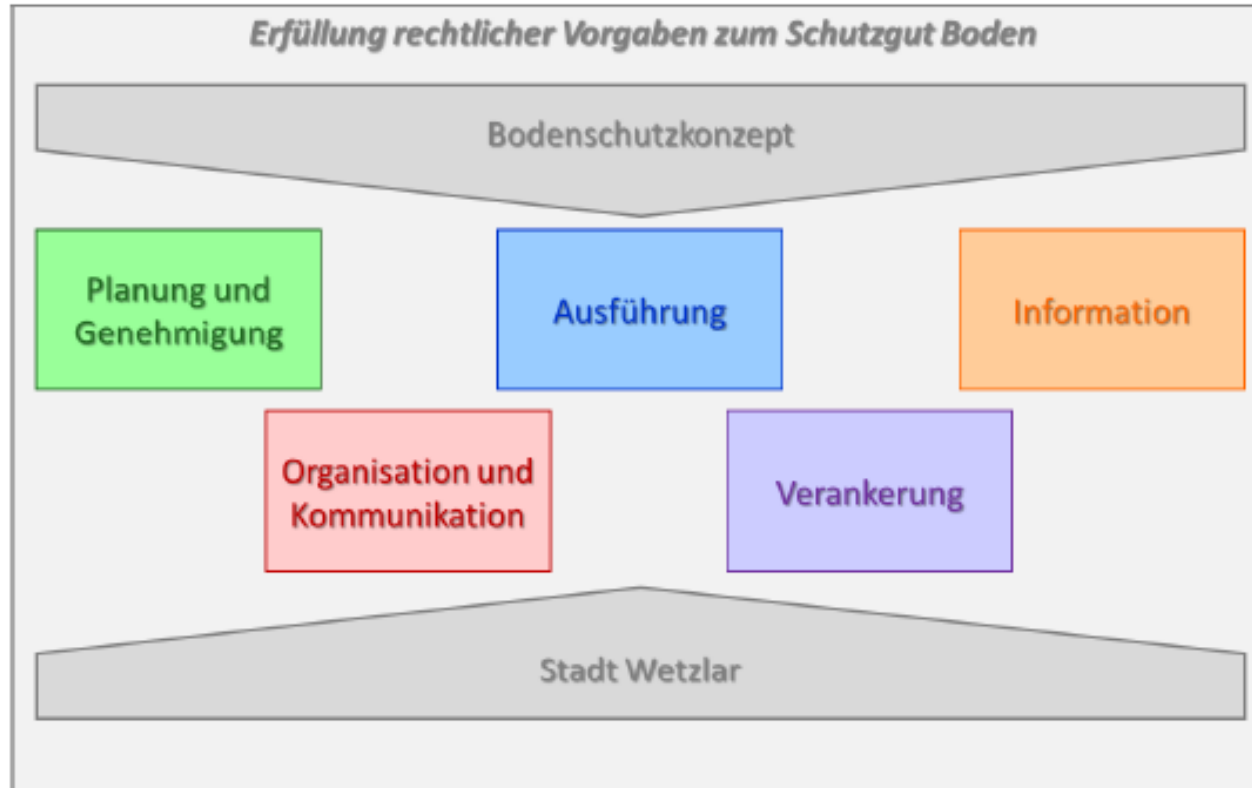 Erfüllung rechtlicher Vorgaben zum Schutzgut Boden
Bodenschutzkonzept
Planung und
Genehmigung
Ausführung
Information
Organisation und
Kommunikation
Verankerung
Stadt Wetzlar